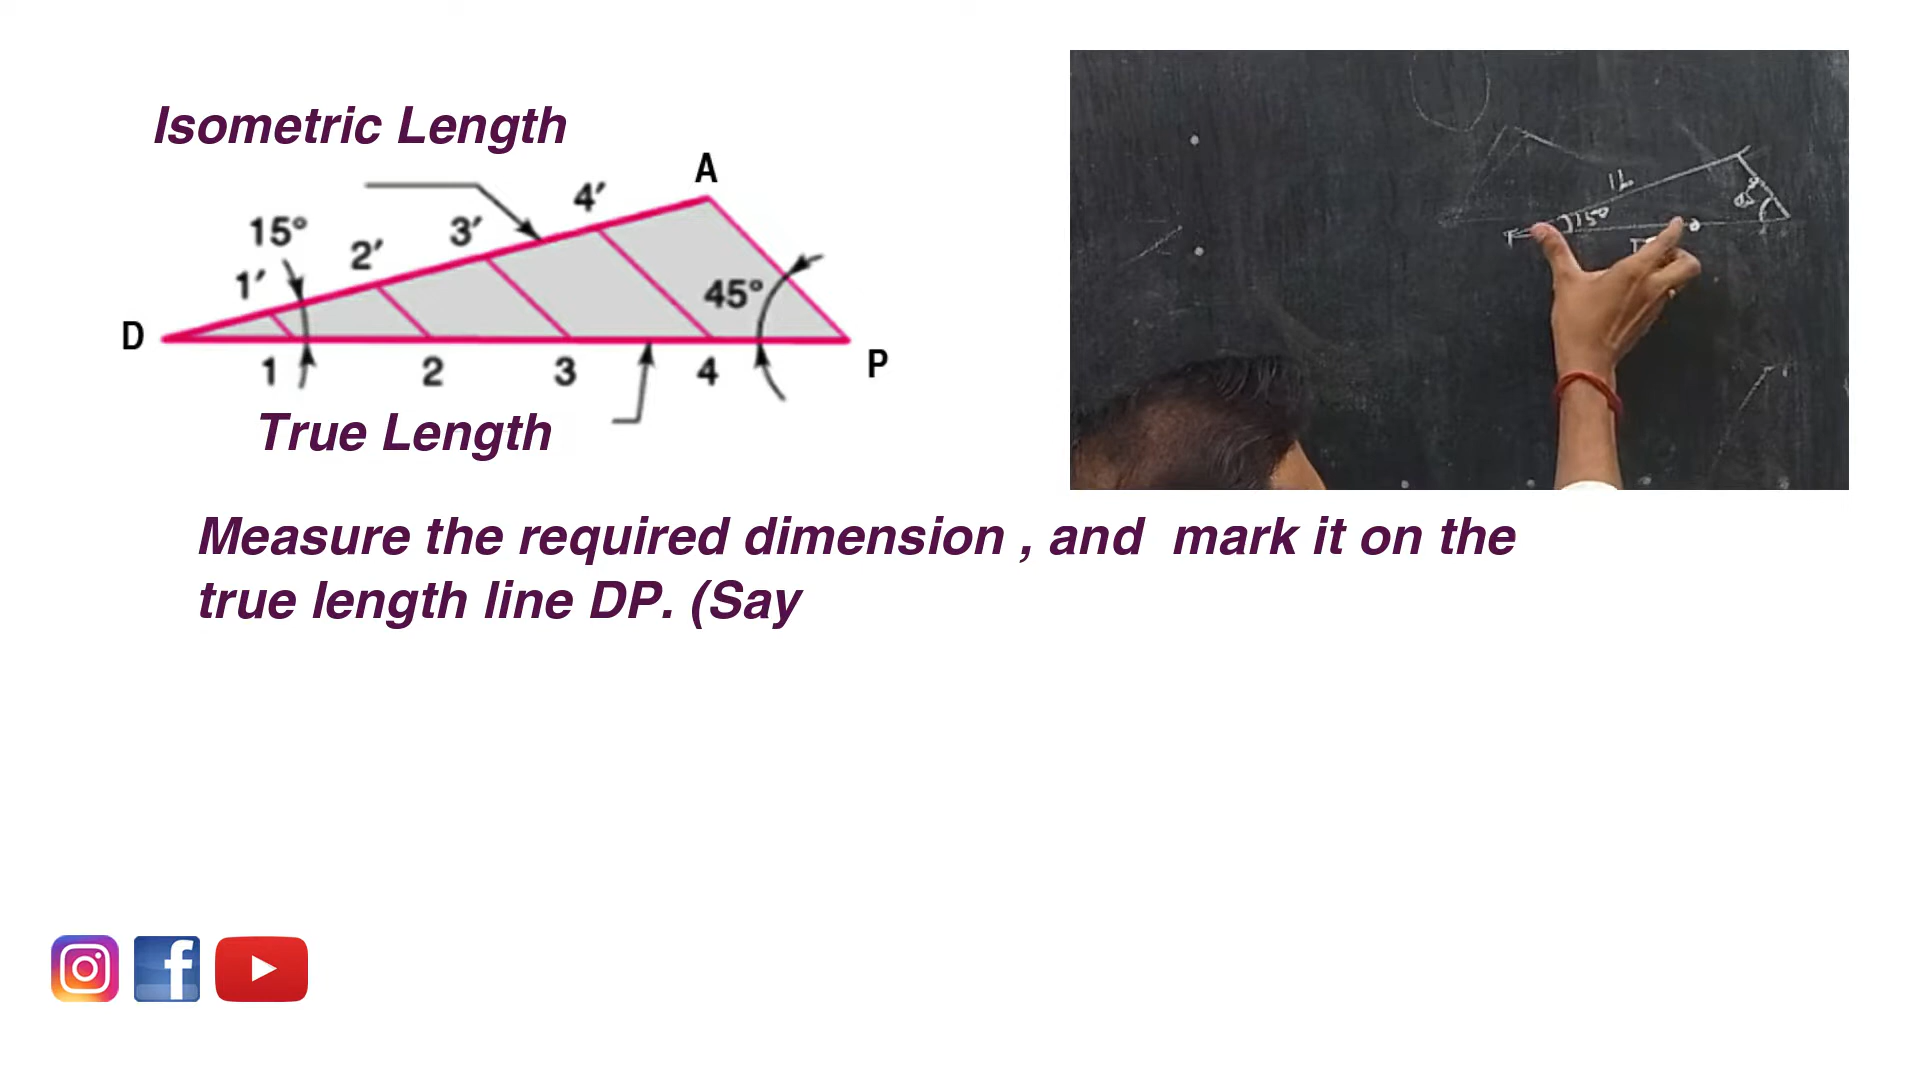 Isometric Length
A
4′
3′
15°
2′
1′
45°
D
P
1
2
3
4
True Length
Measure the required dimension , and mark it on the
true length line DP. (Say
150
f